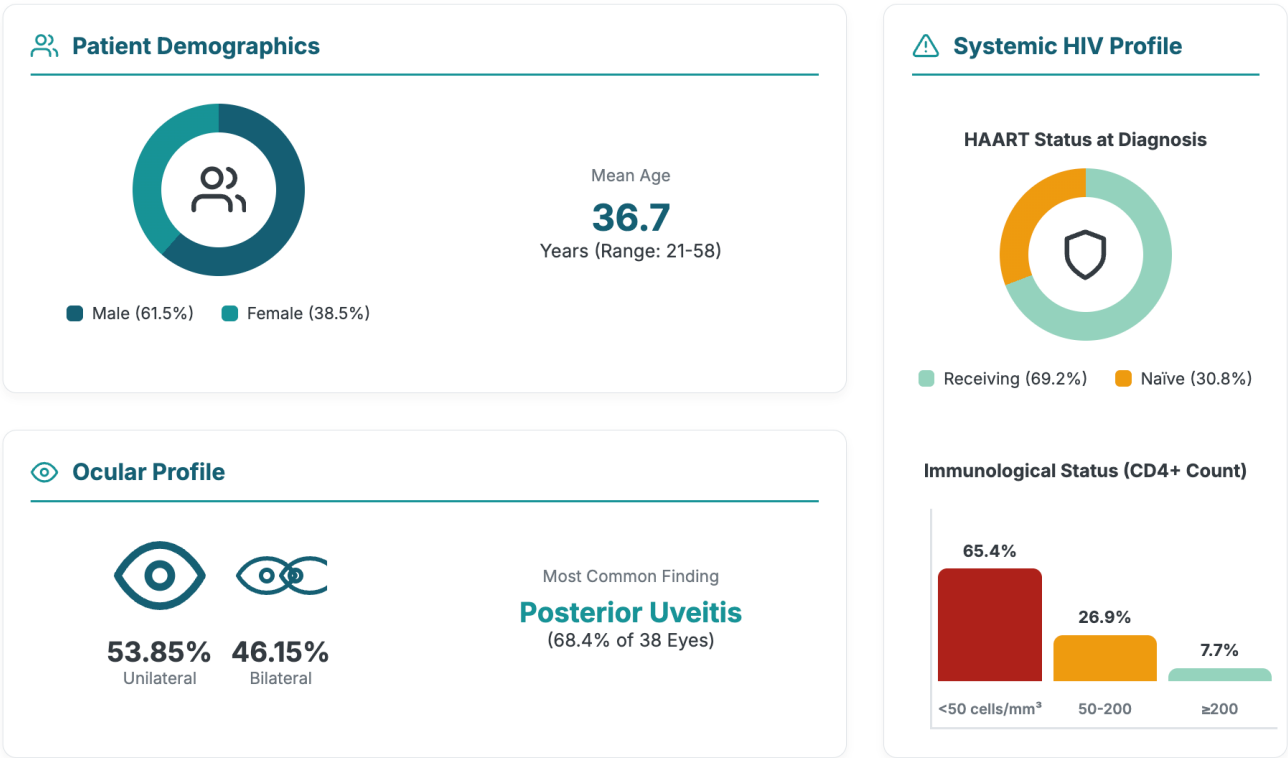 Patient Demographics
Male (61.5%)
Female (38.5%)
Mean Age
36.7
Years (Range: 21-58)
Ocular Profile
53.85%
Unilateral
46.15%
Bilateral
Most Common Finding
Posterior Uveitis
(68.4% of 38 Eyes)
Systemic HIV Profile
HAART Status at Diagnosis
Receiving (69.2%)
Naïve (30.8%)
Immunological Status (CD4+ Count)
65.4%
26.9%
7.7%
<50 cells/mm³
50-200
≥200